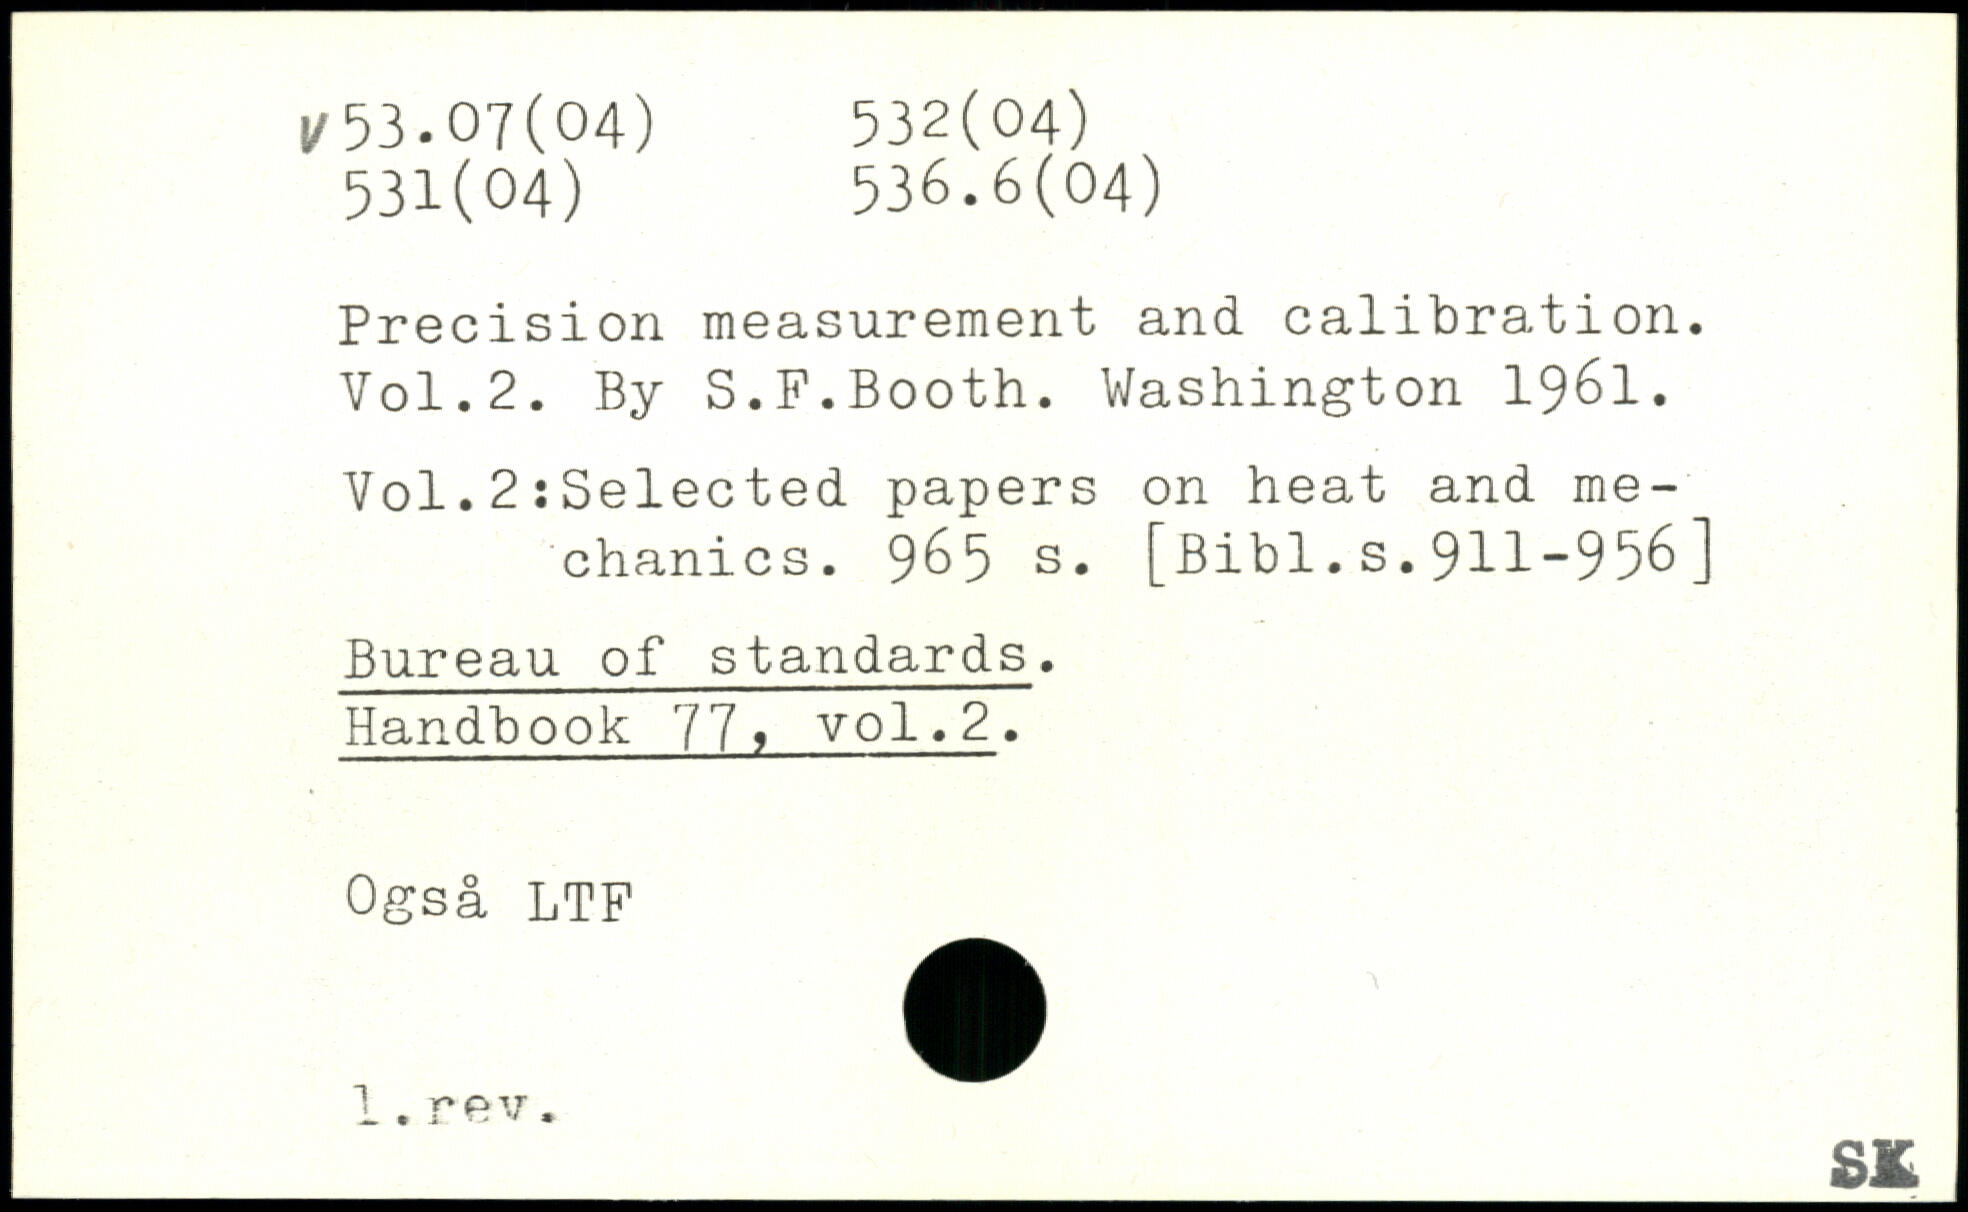 v 53.07(04) 532(04)
531(04) 536.6(04)
Precision measurement and calibration.
Vol.2. By S.F.Booth. Washington 1961.
Vol.2:Selected papers on heat and me-
chanics. 965 s. [Bibl.s.911-956]
Bureau of standards.
Handbook 77, vol.2.
Også LTF
1.rev.
SK